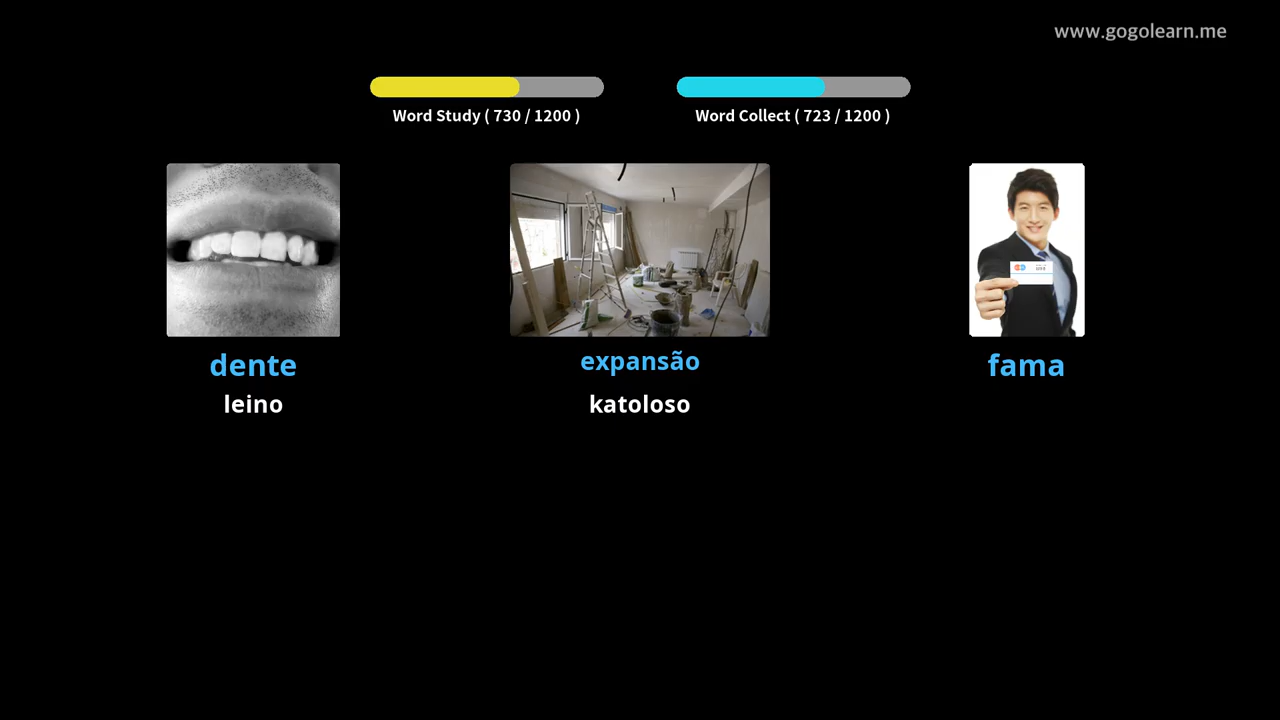 www.gogolearn.me
Word Study ( 730 / 1200 )
Word Collect ( 723 / 1200 )
dente
expansão
fama
leino
katoloso